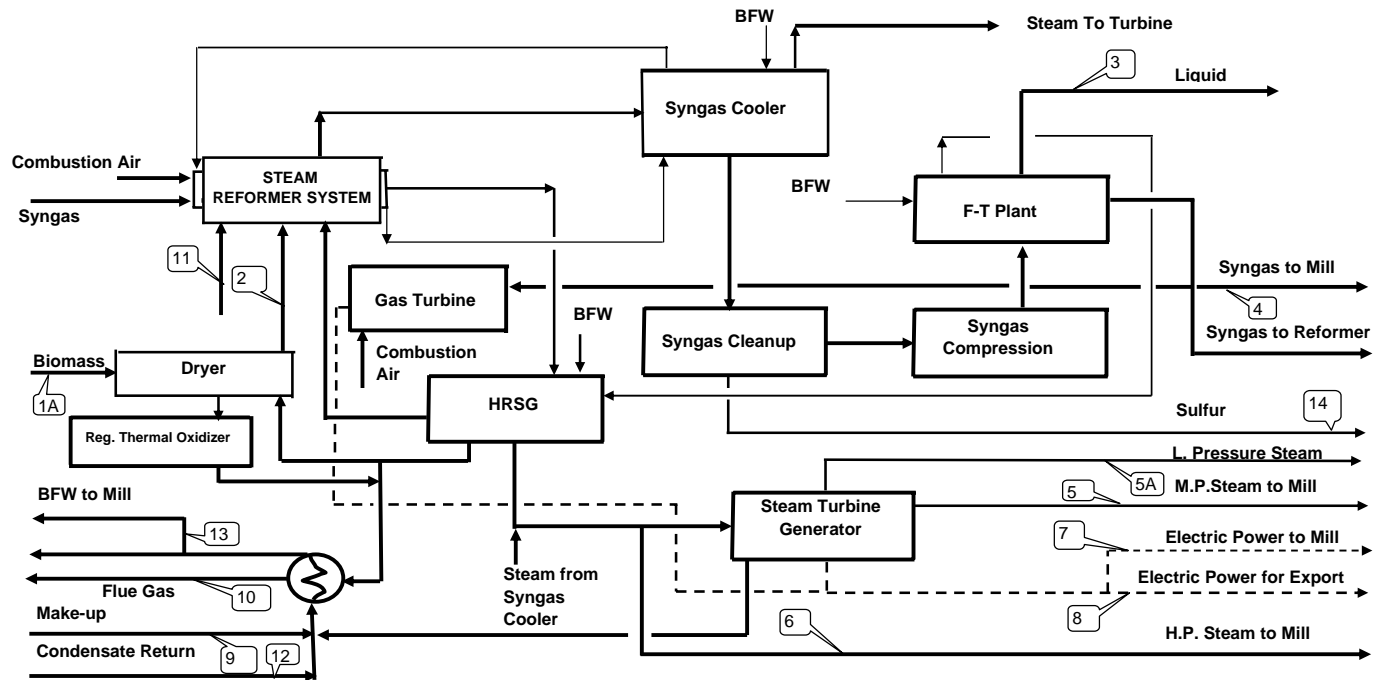 BFW
Steam To Turbine
3
Liquid
Syngas Cooler
Combustion Air
STEAM
REFORMER SYSTEM
BFW
Syngas
F-T Plant
11
2
Syngas to Mill
Gas Turbine
4
BFW
Syngas
Compression
Syngas Cleanup
Syngas to Reformer
Combustion
Air
Biomass
Dryer
1A
HRSG
Sulfur
14
Reg. Thermal Oxidizer
L. Pressure Steam
5A
BFW to Mill
M.P.Steam to Mill
5
Steam Turbine
Generator
13
7
Electric Power to Mill
Steam from
Syngas
Cooler
Electric Power for Export
Flue Gas
10
8
Make-up
6
H.P. Steam to Mill
Condensate Return
9
12